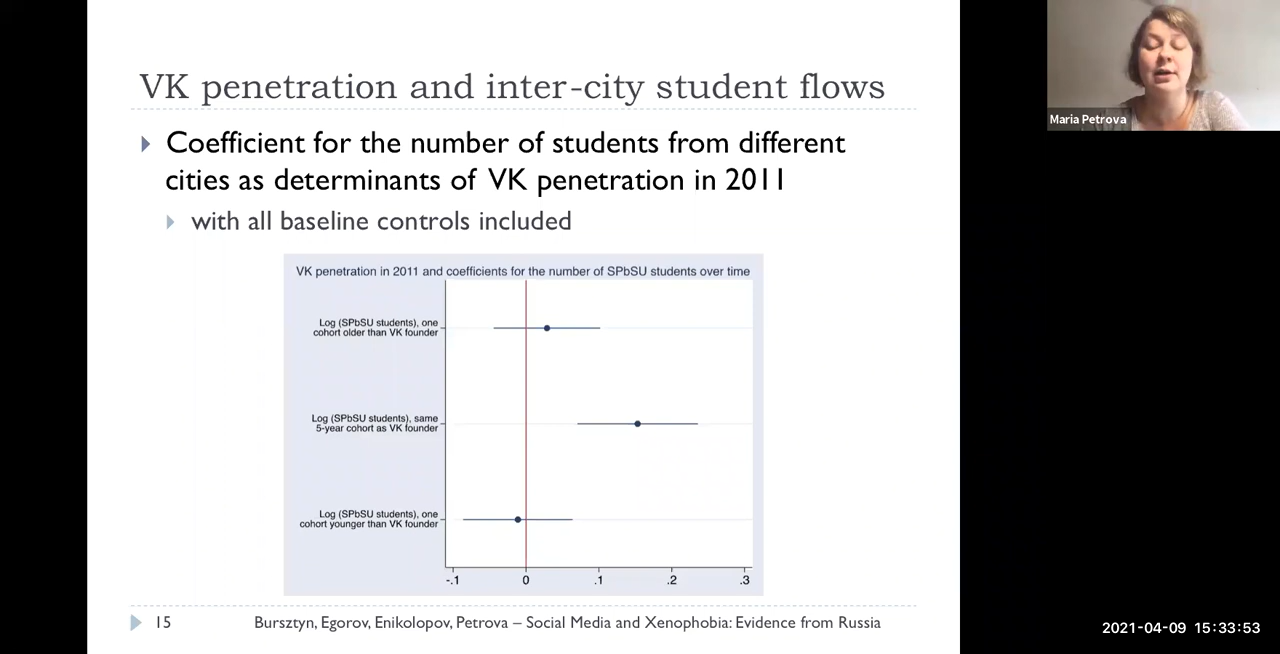 VK penetration and inter-city student flows
Maria Petrova
Coefficient for the number of students from different
cities as determinants of VK penetration in 2011
with all baseline controls included
VK penetration in 2011 and coefficients for the number of SPbSU students over time
Log (SPbSU students), one
cohort older than VK founder
Log (SPbSU students), same
5-year cohort as VK founder
Log (SPbSU students), one
cohort younger than VK founder
-.1 0 .1 .2 .3
15 Bursztyn, Egorov, Enikolopov, Petrova – Social Media and Xenophobia: Evidence from Russia
2021-04-09 15:33:53